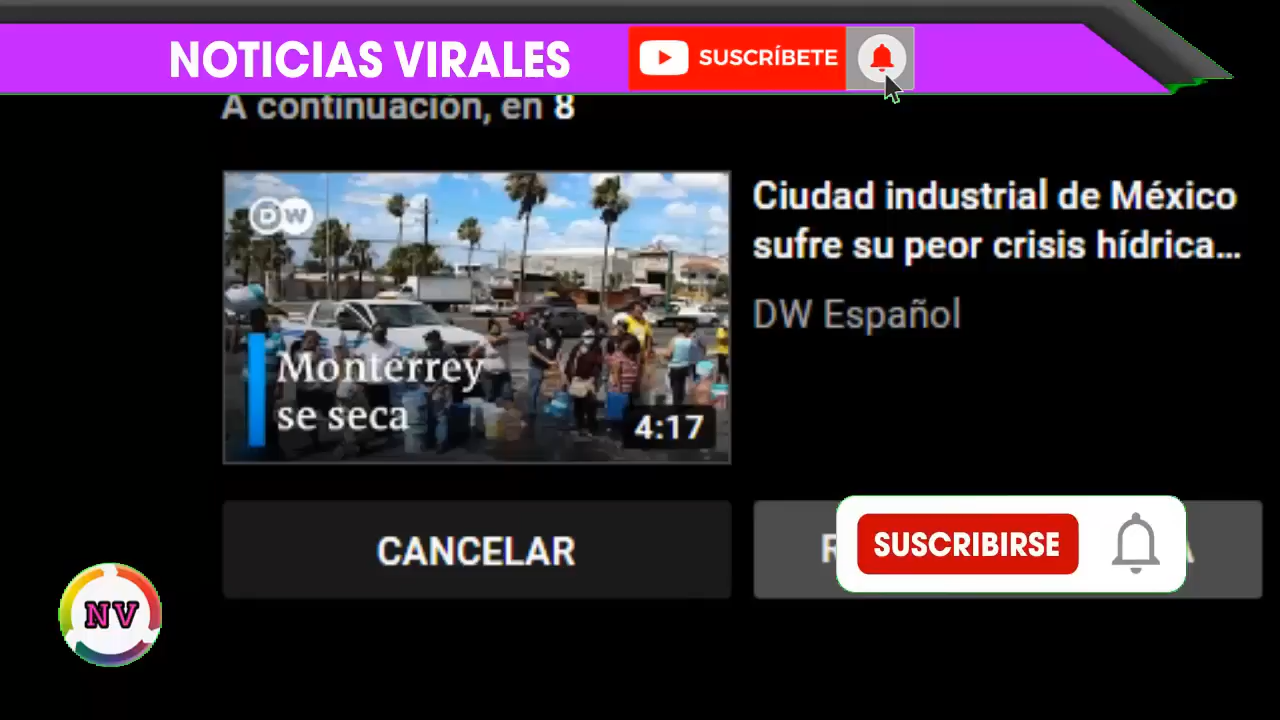 NOTICIAS VIRALES
SUSCRÍBETE
A continuación, en 8
DW
Monterrey
se seca
4:17
Ciudad industrial de México
sufre su peor crisis hídrica...
DW Español
CANCELAR
SUSCRIBIRSE
NV